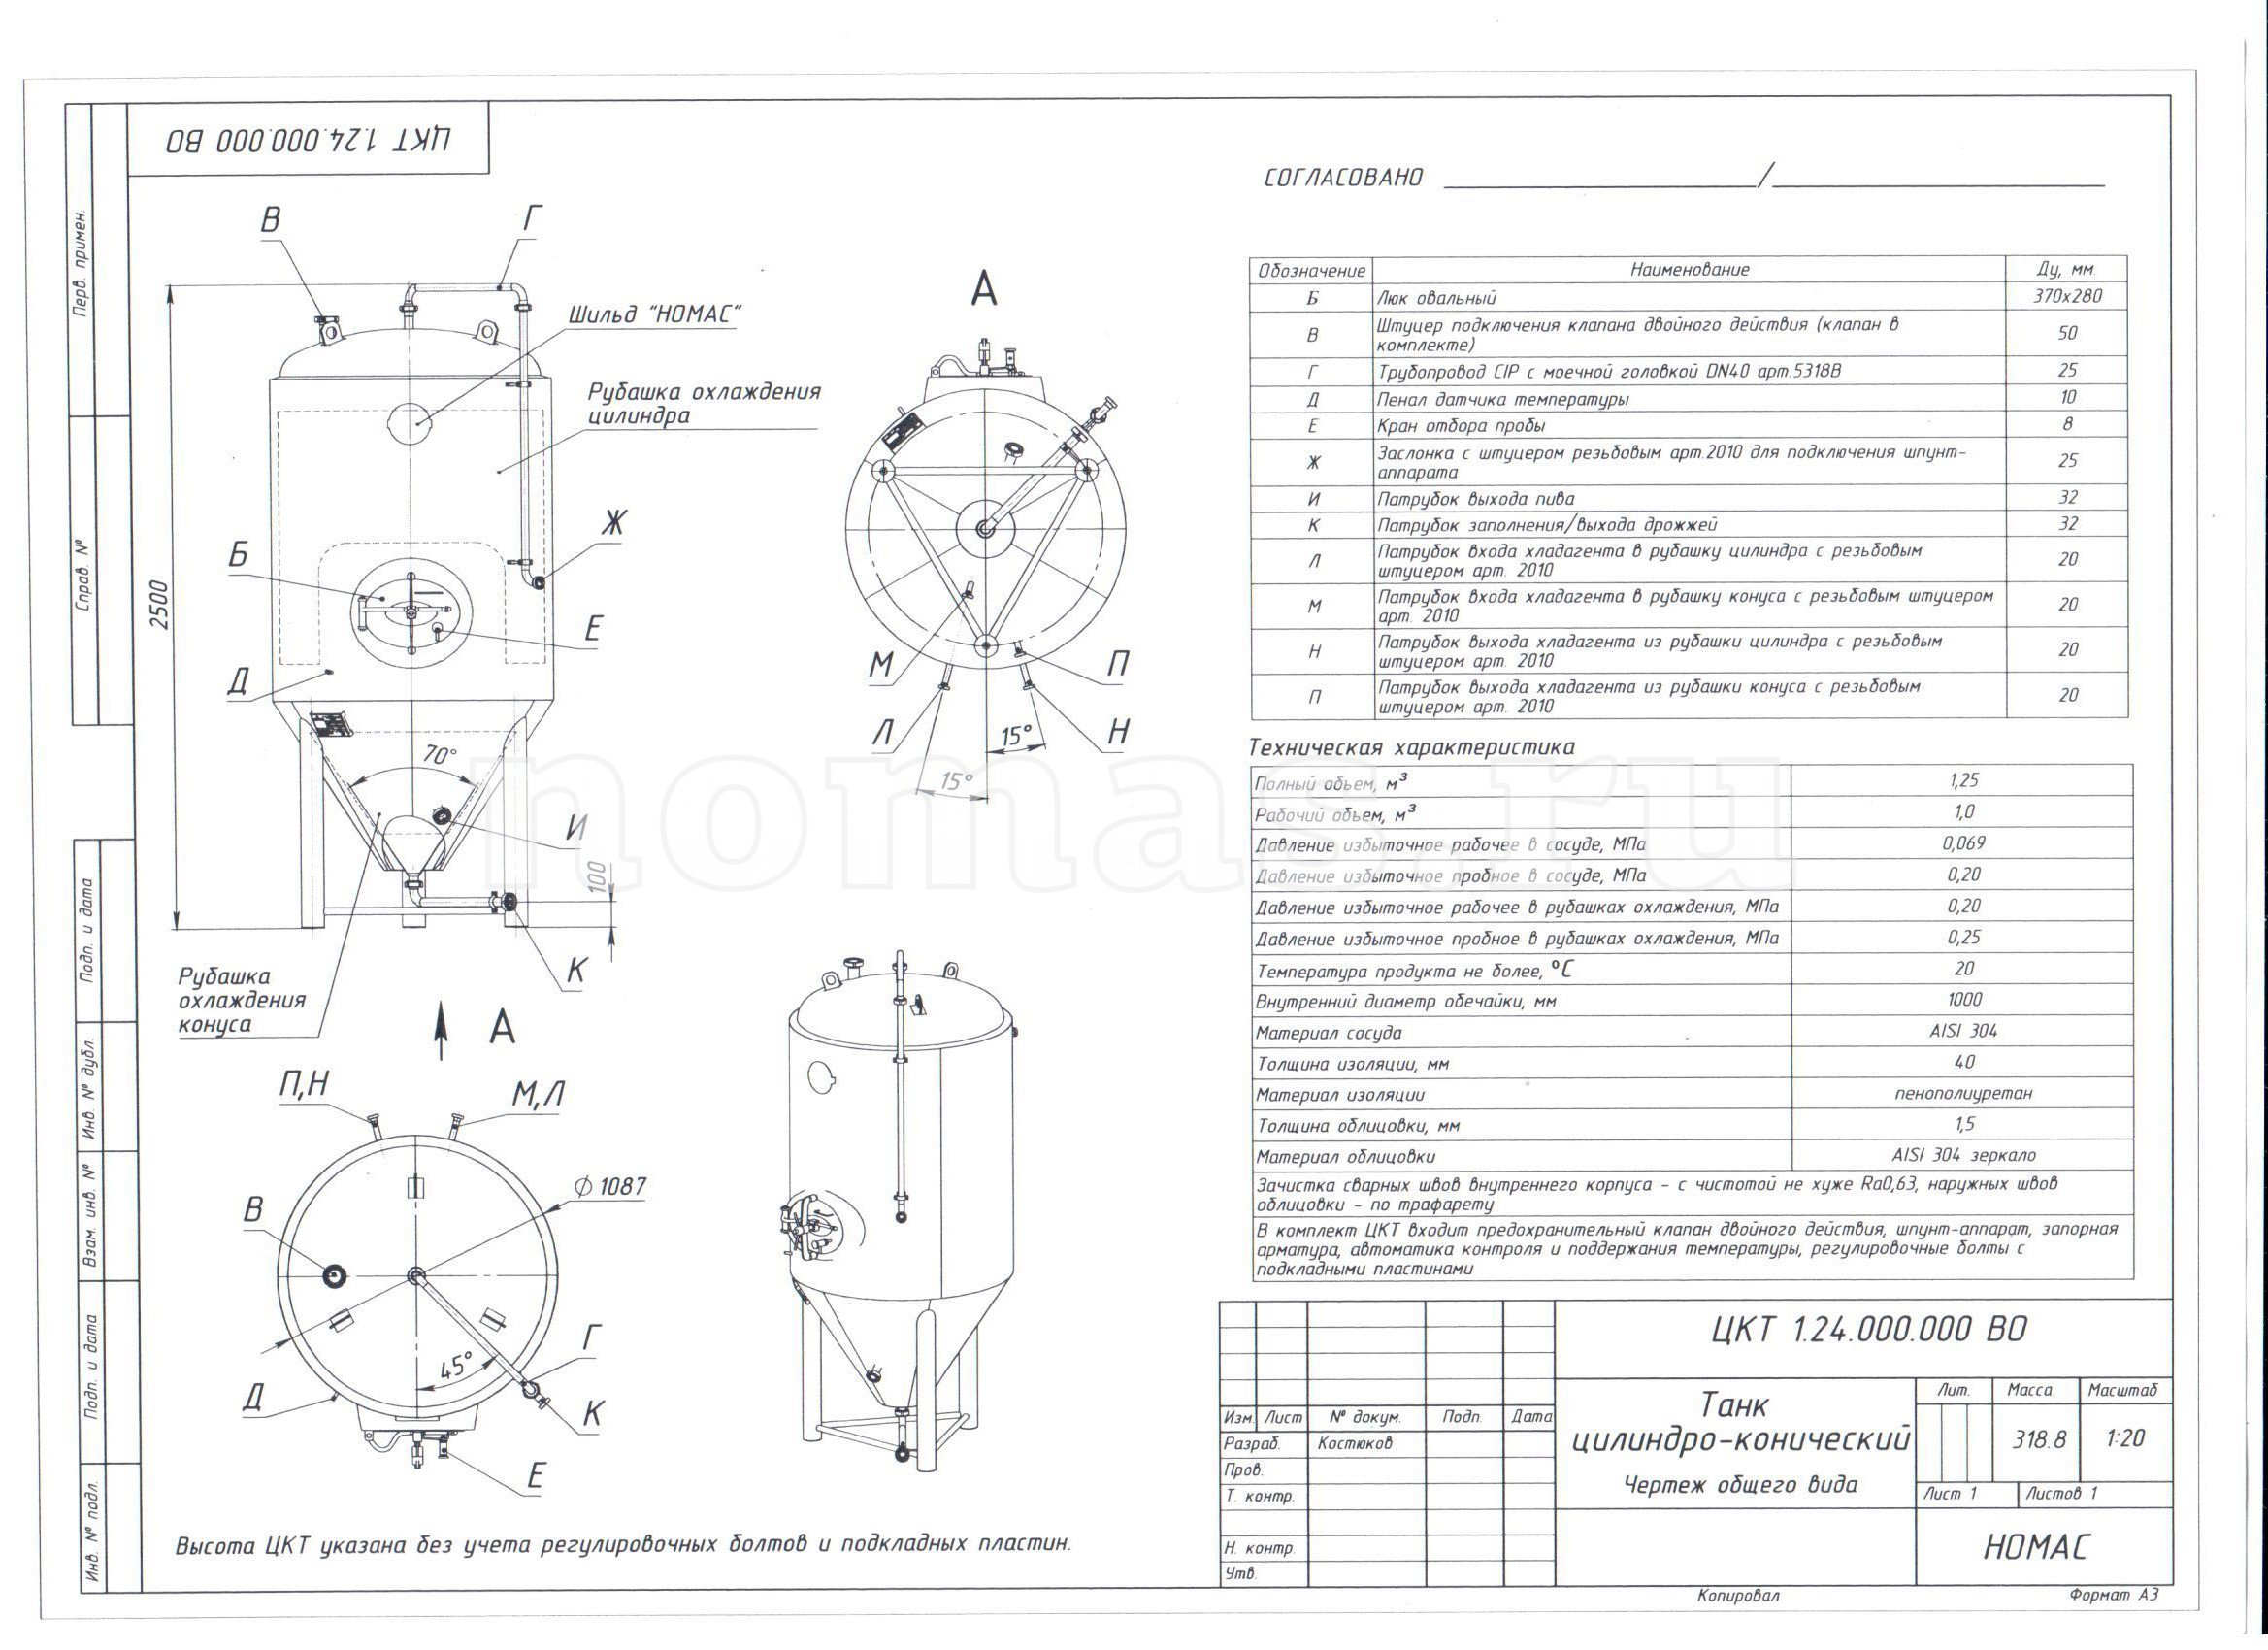 ЦКТ 1.24.000.000 ВО
Перв. примен.
Справ. №
Подп. и дата
Инв. № дубл.
Взам. инв. №
Подп. и дата
Инв. № подл.
СОГЛАСОВАНО ____________/____________
В
Г
Шильд "НОМАС"
Рубашка охлаждения
цилиндра
Ж
Б
Е
Д
2500
70°
И
100
К
Рубашка
охлаждения
конуса
А
А
М
П
Л
Н
15°
15°
П,Н
М,Л
В
∅ 1087
Г
45°
Д
К
Е
Высота ЦКТ указана без учета регулировочных болтов и подкладных пластин.
Обозначение Наименование Ду, мм.
Б Люк овальный 370х280
В Штуцер подключения клапана двойного действия (клапан в
комплекте) 50
Г Трубопровод CIP с моечной головкой DN40 арт.5318В 25
Д Пенал датчика температуры 10
Е Кран отбора пробы 8
Ж Заслонка с штуцером резьбовым арт.2010 для подключения шпунт-
аппарата 25
И Патрубок выхода пива 32
К Патрубок заполнения/выхода дрожжей 32
Л Патрубок входа хладагента в рубашку цилиндра с резьбовым
штуцером арт. 2010 20
М Патрубок входа хладагента в рубашку конуса с резьбовым штуцером
арт. 2010 20
Н Патрубок выхода хладагента из рубашки цилиндра с резьбовым
штуцером арт. 2010 20
П Патрубок выхода хладагента из рубашки конуса с резьбовым
штуцером арт. 2010 20
Техническая характеристика
Полный обьем, м³ 1,25
Рабочий обьем, м³ 1,0
Давление избыточное рабочее в сосуде, МПа 0,069
Давление избыточное пробное в сосуде, МПа 0,20
Давление избыточное рабочее в рубашках охлаждения, МПа 0,20
Давление избыточное пробное в рубашках охлаждения, МПа 0,25
Температура продукта не более, °С 20
Внутренний диаметр обечайки, мм 1000
Материал сосуда AISI 304
Толщина изоляции, мм 40
Материал изоляции пенополиуретан
Толщина облицовки, мм 1,5
Материал облицовки AISI 304 зеркало
Зачистка сварных швов внутреннего корпуса - с чистотой не хуже Ra0,63, наружных швов
облицовки - по трафарету
В комплект ЦКТ входит предохранительный клапан двойного действия, шпунт-аппарат, запорная
арматура, автоматика контроля и поддержания температуры, регулировочные болты с
подкладными пластинами
ЦКТ 1.24.000.000 ВО
Изм. Лист № докум. Подп. Дата
Разраб. Костюков
Пров.
Т. контр.
Н. контр.
Утв.
Танк
цилиндро-конический
Чертеж общего вида
Лит. Масса Масштаб
318.8 1:20
Лист 1 Листов 1
НОМАС
Копировал Формат А3
nomas.ru